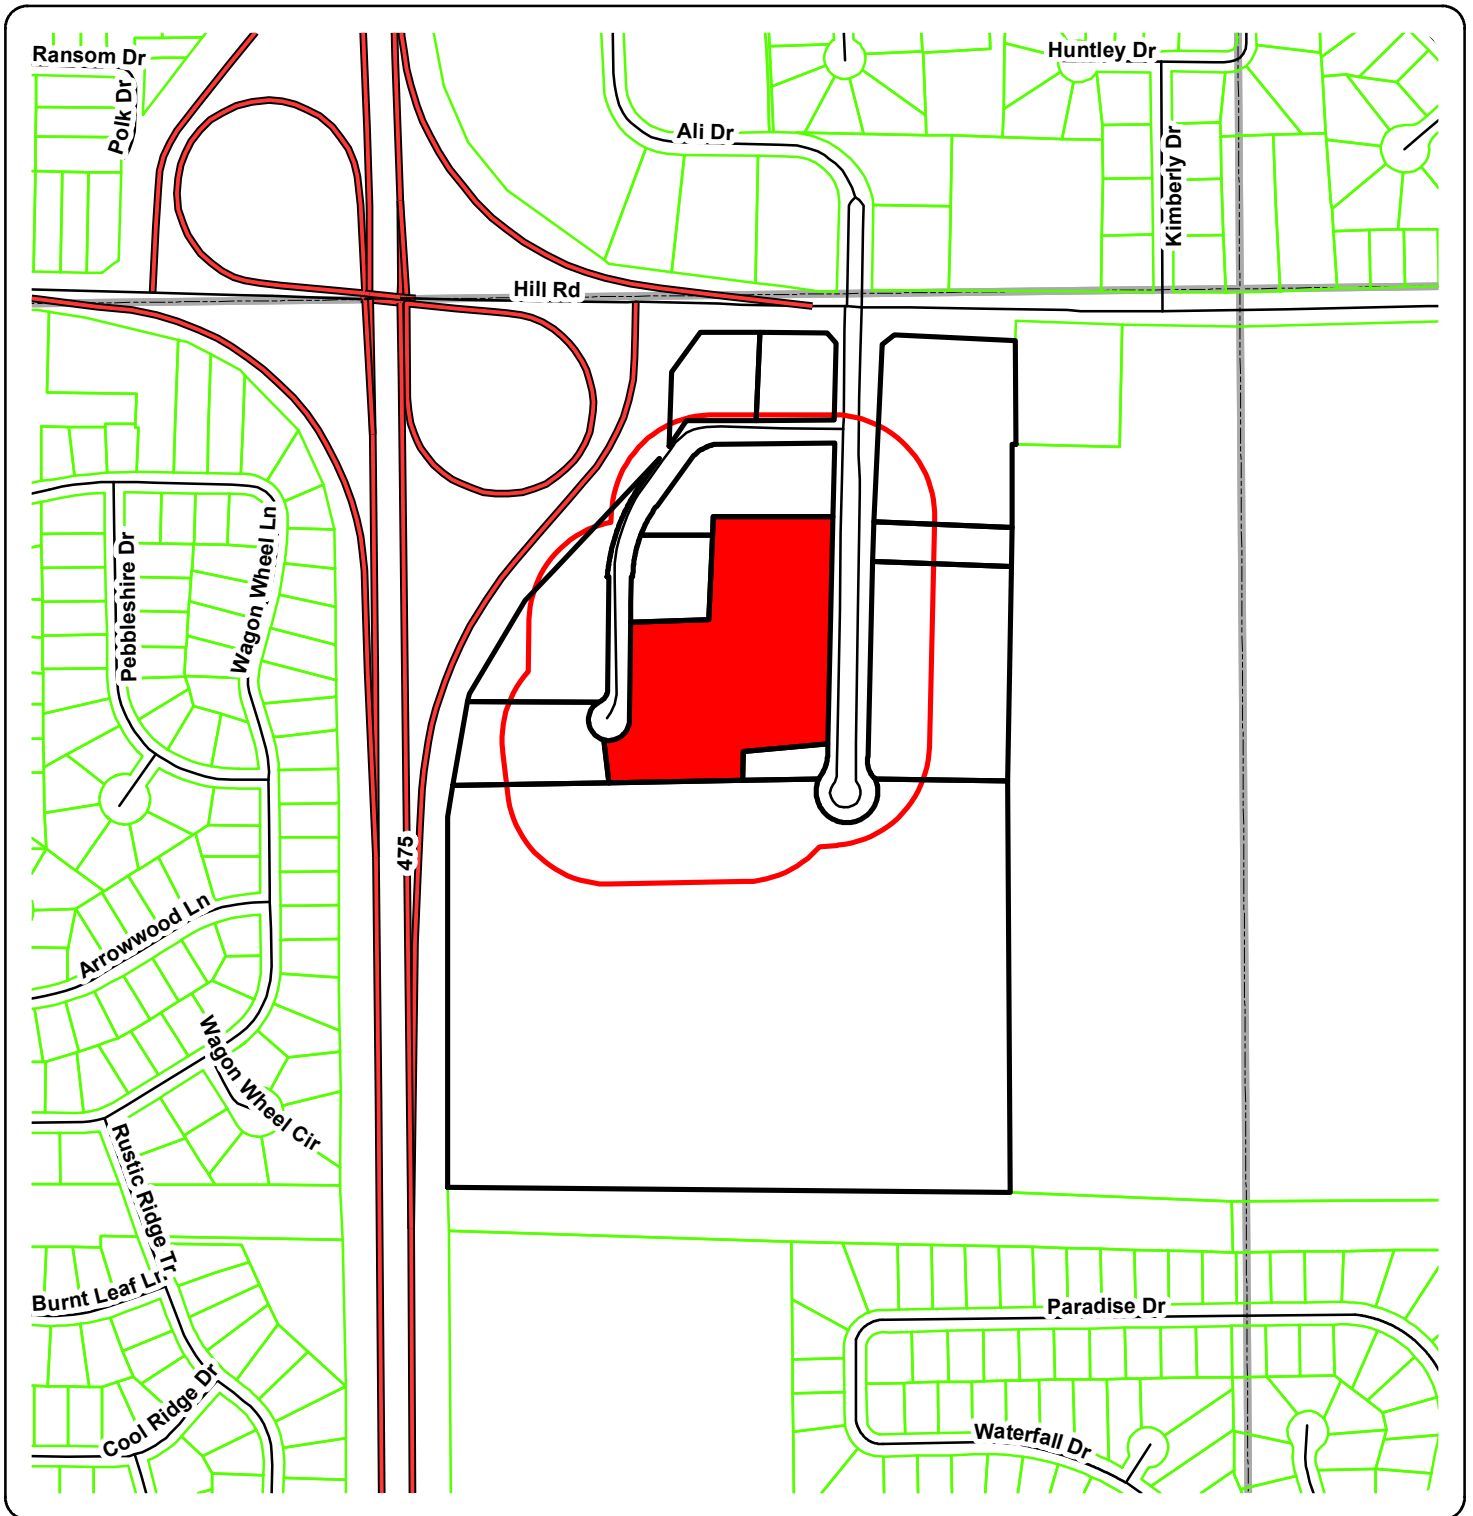 Ransom Dr
Huntley Dr
Polk Dr
Ali Dr
Kimberly Dr
Hill Rd
Pebbleshire Dr
Wagon Wheel Ln
475
Arrowwood Ln
Wagon Wheel Cir
Rustic Ridge Tr
Burnt Leaf Ln
Paradise Dr
Cool Ridge Dr
Waterfall Dr